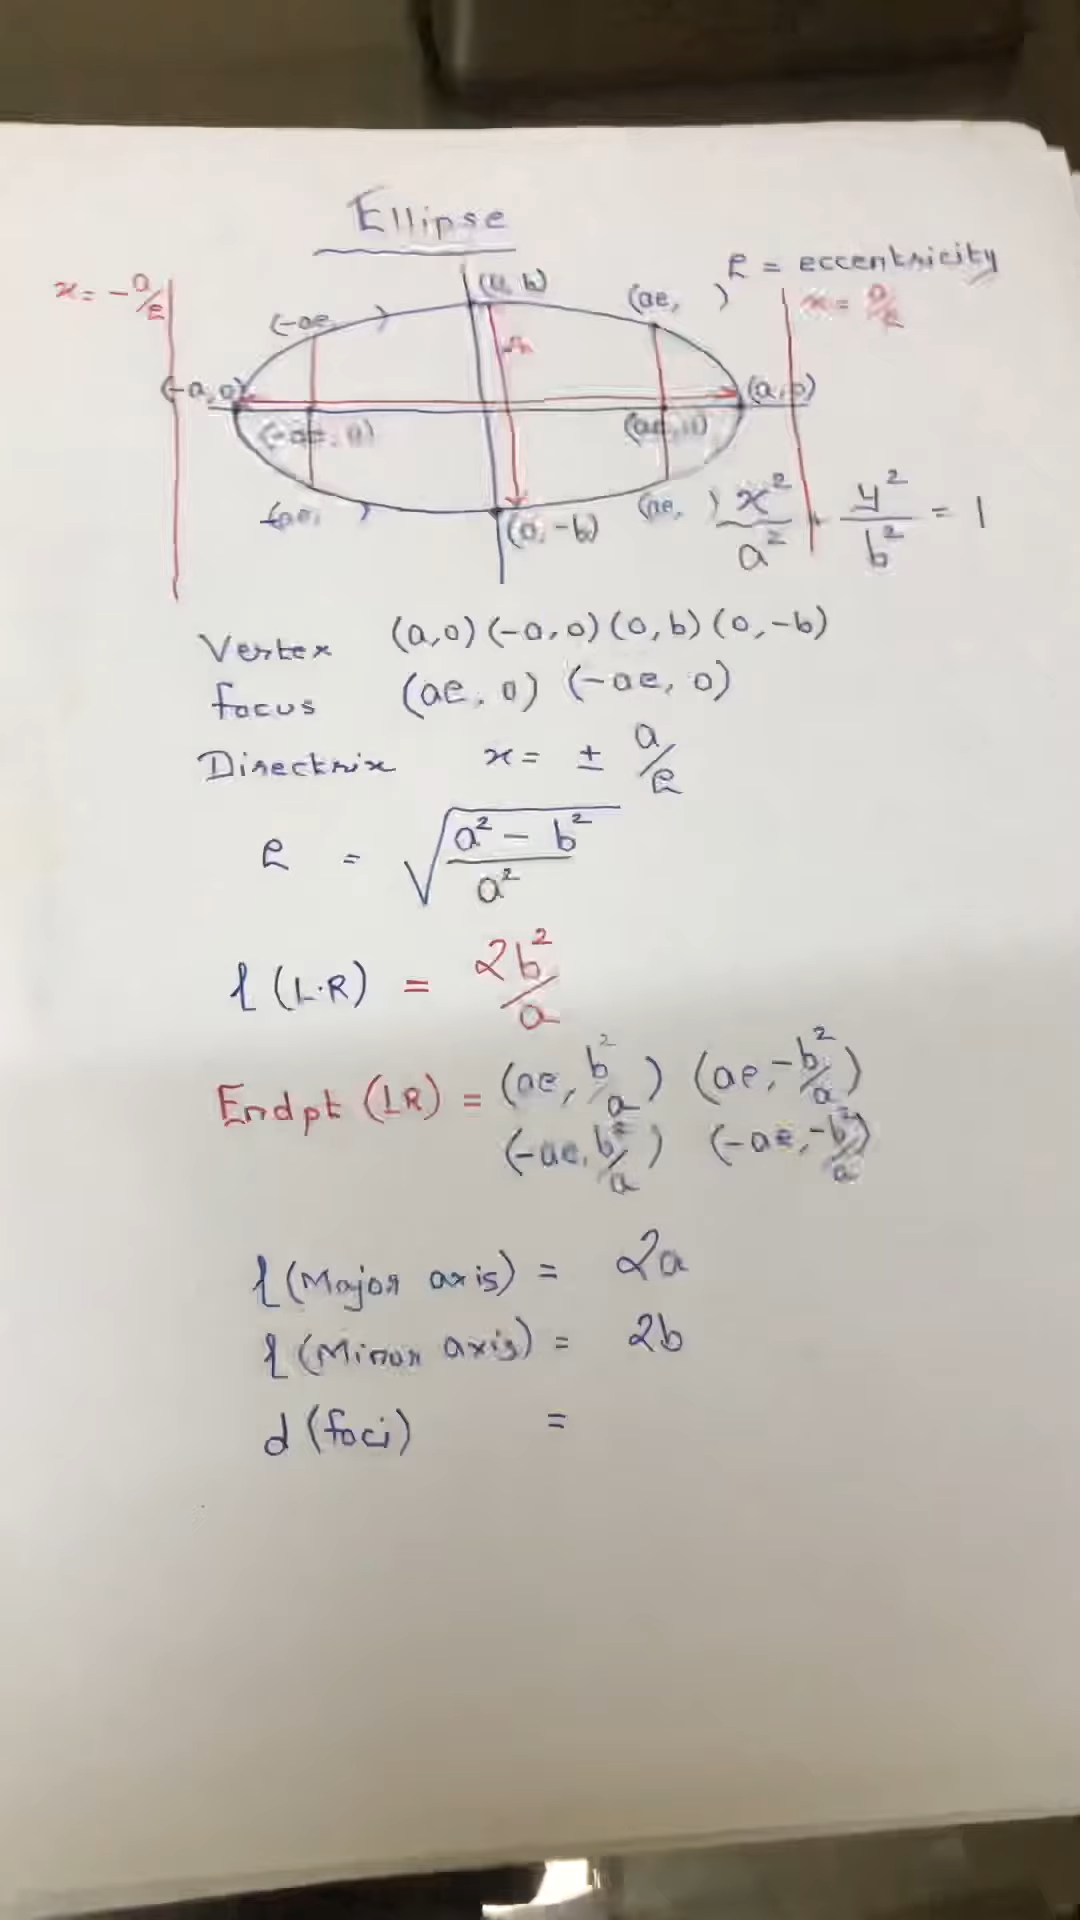 Ellipse
e = eccentricity
x = -a/e
x = a/e
(0, b)
(-ae, )
(ae, )
(-a, 0)
(a, 0)
(-ae, 0)
(ae, 0)
(ae, )
(0, -b)
x²/a² + y²/b² = 1
Vertex (a,0) (-a,0) (0,b) (0,-b)
focus (ae, 0) (-ae, 0)
Directrix x = ± a/e
e = √((a² - b²)/a²)
l (L.R) = 2b²/a
Endpt (LR) = (ae, b²/a) (ae, -b²/a)
(-ae, b²/a) (-ae, -b²/a)
l (Major axis) = 2a
l (Minor axis) = 2b
d (foci) =